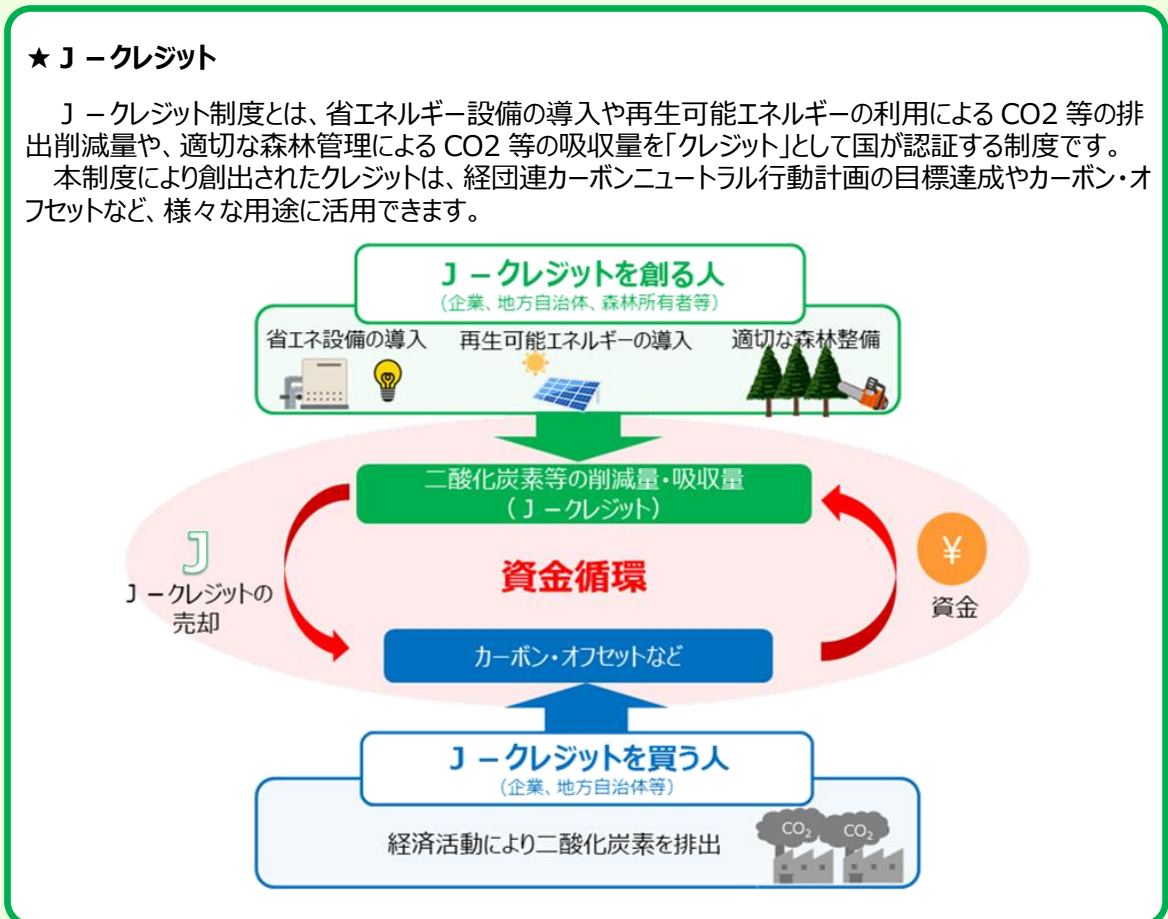 ★ J－クレジット
J－クレジット制度とは、省エネルギー設備の導入や再生可能エネルギーの利用による CO2 等の排
出削減量や、適切な森林管理による CO2 等の吸収量を「クレジット」として国が認証する制度です。
本制度により創出されたクレジットは、経団連カーボンニュートラル行動計画の目標達成やカーボン・オ
フセットなど、様々な用途に活用できます。
J－クレジットを創る人
（企業、地方自治体、森林所有者等）
省エネ設備の導入 再生可能エネルギーの導入 適切な森林整備
二酸化炭素等の削減量・吸収量
（J－クレジット）
J
J－クレジットの
売却
資金循環
¥
資金
カーボン・オフセットなど
J－クレジットを買う人
（企業、地方自治体等）
経済活動により二酸化炭素を排出
CO2 CO2